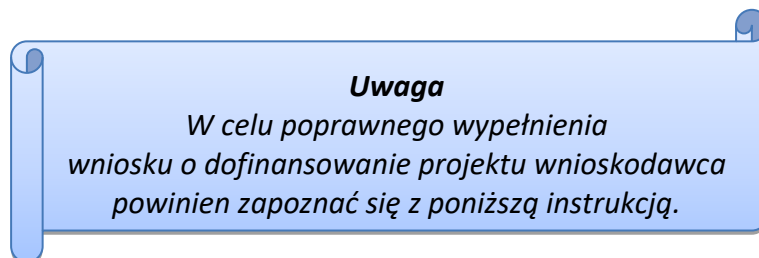 Uwaga
W celu poprawnego wypełnienia
wniosku o dofinansowanie projektu wnioskodawca
powinien zapoznać się z poniższą instrukcją.